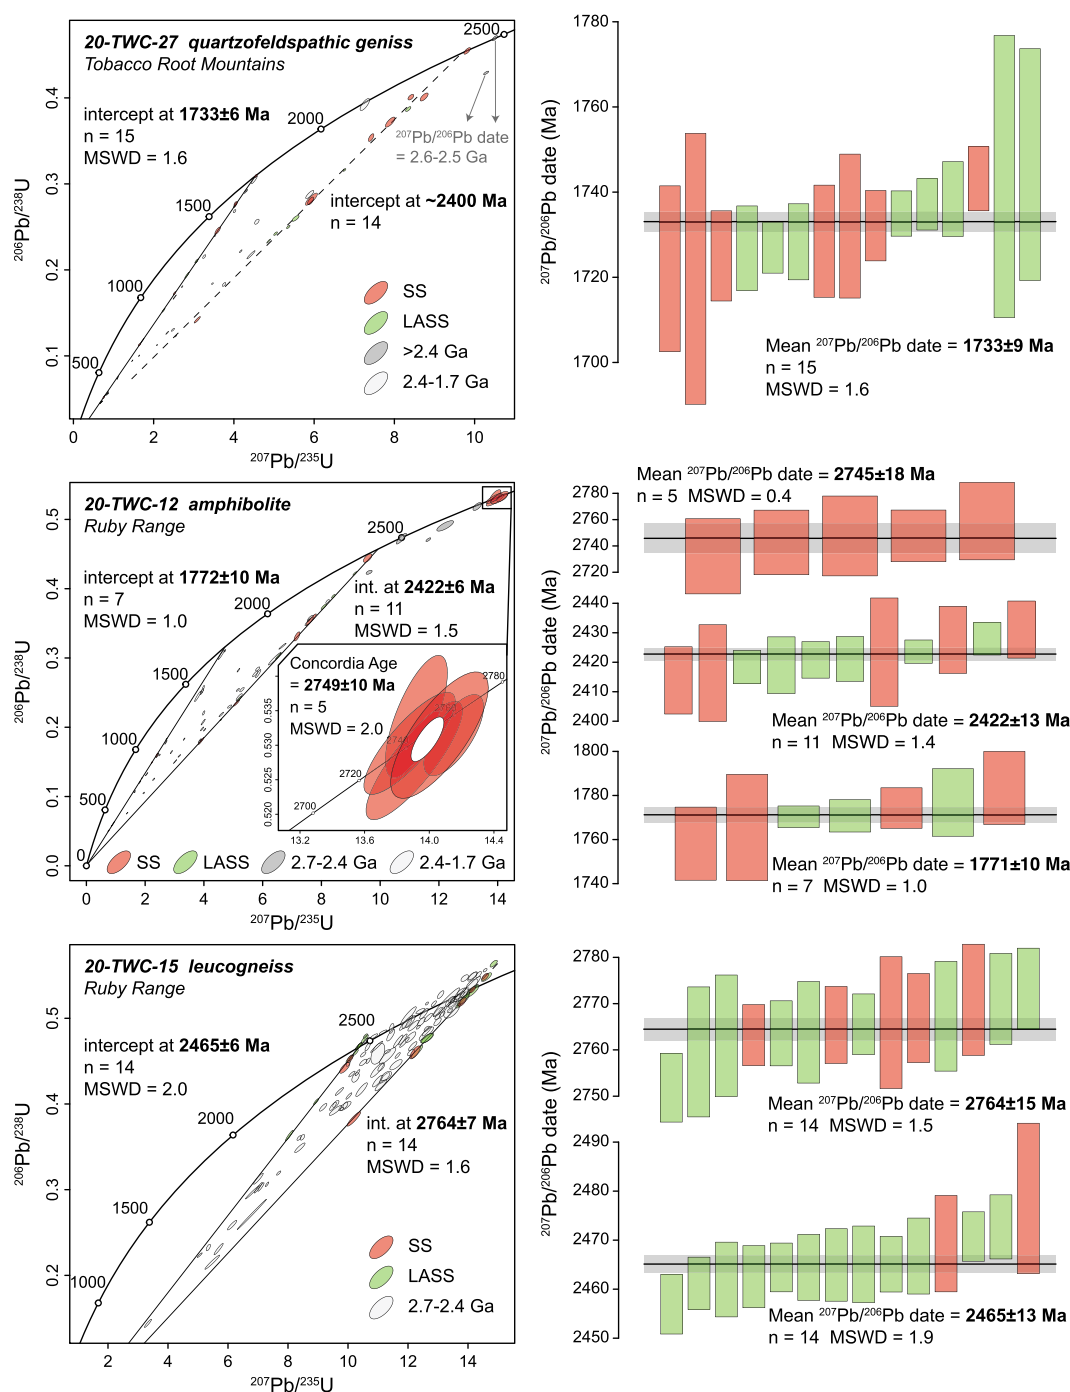 20-TWC-27 quartzofeldspathic geniss
Tobacco Root Mountains
intercept at 1733±6 Ma
n = 15
MSWD = 1.6
2500
2000
1500
1000
500
207Pb/206Pb date
= 2.6-2.5 Ga
intercept at ~2400 Ma
n = 14
SS
LASS
>2.4 Ga
2.4-1.7 Ga
0.4
0.3
0.2
0.1
206Pb/238U
0 2 4 6 8 10
207Pb/235U
1780
1760
1740
1720
1700
207Pb/206Pb date (Ma)
Mean 207Pb/206Pb date = 1733±9 Ma
n = 15
MSWD = 1.6
20-TWC-12 amphibolite
Ruby Range
intercept at 1772±10 Ma
n = 7
MSWD = 1.0
2500
2000
1500
1000
500
0
int. at 2422±6 Ma
n = 11
MSWD = 1.5
Concordia Age
= 2749±10 Ma
n = 5
MSWD = 2.0
2780
2720
2700
0.535
0.530
0.525
0.520
13.2 13.6 14.0 14.4
SS LASS 2.7-2.4 Ga 2.4-1.7 Ga
0.5
0.4
0.3
0.2
0.1
0.0
206Pb/238U
0 2 4 6 8 10 12 14
207Pb/235U
Mean 207Pb/206Pb date = 2745±18 Ma
n = 5 MSWD = 0.4
2780
2760
2740
2720
2440
2430
2420
2410
2400
Mean 207Pb/206Pb date = 2422±13 Ma
n = 11 MSWD = 1.4
1800
1780
1760
1740
207Pb/206Pb date (Ma)
Mean 207Pb/206Pb date = 1771±10 Ma
n = 7 MSWD = 1.0
20-TWC-15 leucogneiss
Ruby Range
intercept at 2465±6 Ma
n = 14
MSWD = 2.0
2500
2000
1500
1000
int. at 2764±7 Ma
n = 14
MSWD = 1.6
SS
LASS
2.7-2.4 Ga
0.5
0.4
0.3
0.2
206Pb/238U
2 4 6 8 10 12 14
207Pb/235U
2780
2770
2760
2750
Mean 207Pb/206Pb date = 2764±15 Ma
n = 14 MSWD = 1.5
2490
2480
2470
2460
2450
207Pb/206Pb date (Ma)
Mean 207Pb/206Pb date = 2465±13 Ma
n = 14 MSWD = 1.9